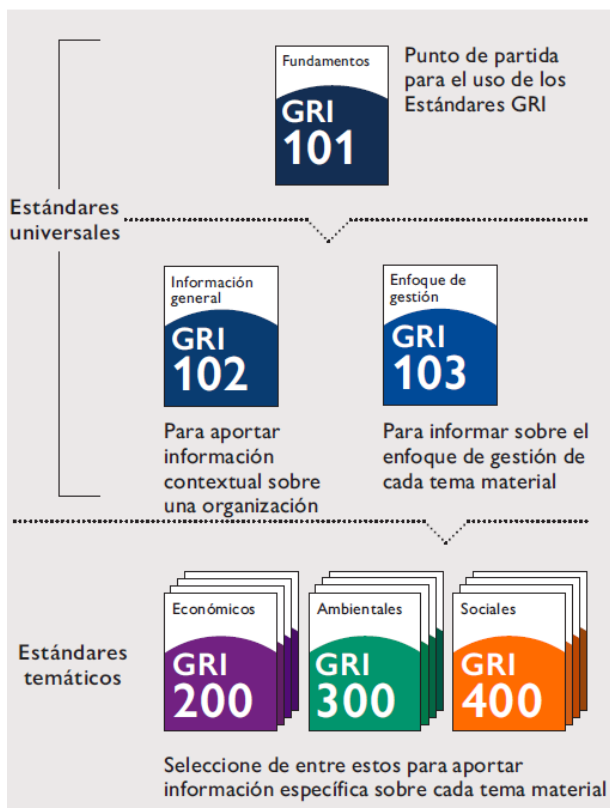 Fundamentos
GRI
101
Punto de partida
para el uso de los
Estándares GRI
Estándares
universales
Información
general
GRI
102
Enfoque de
gestión
GRI
103
Para aportar
información
contextual sobre
una organización
Para informar sobre el
enfoque de gestión de
cada tema material
Estándares
temáticos
Económicos
GRI
200
Ambientales
GRI
300
Sociales
GRI
400
Seleccione de entre estos para aportar
información específica sobre cada tema material